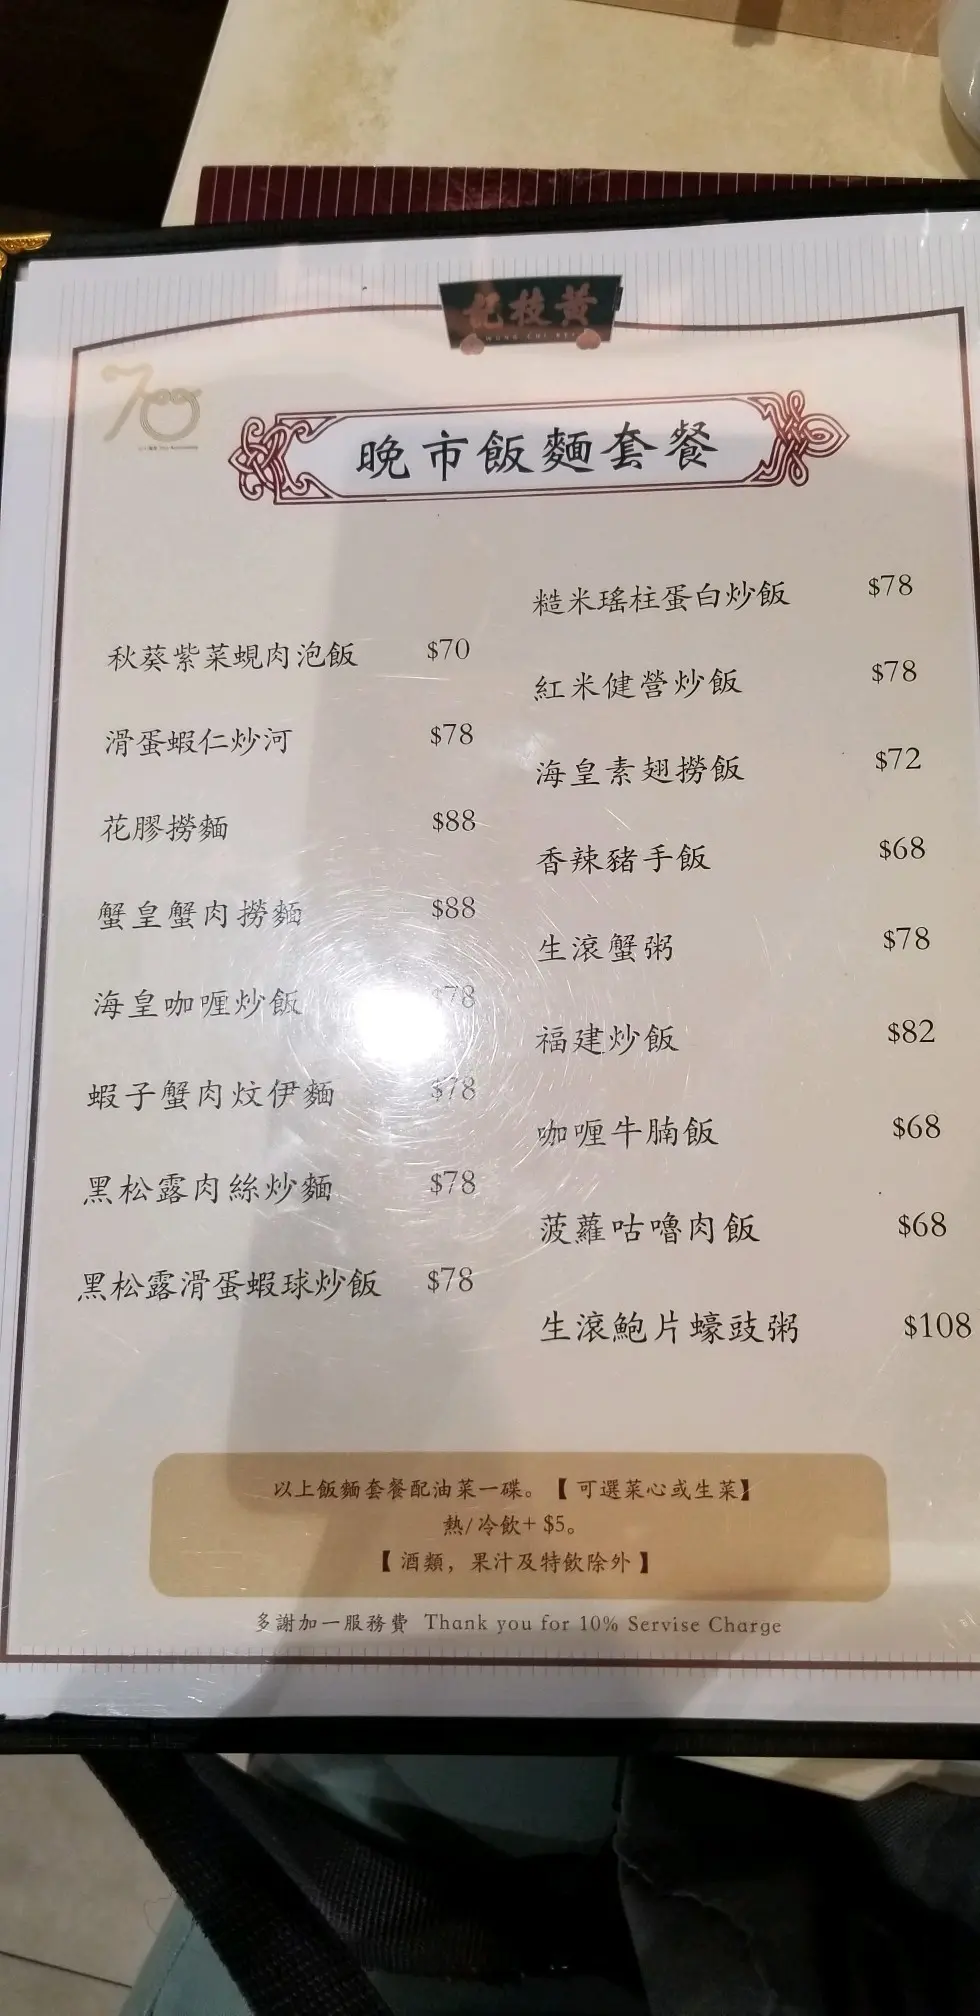 記枝黃
WONG CHI KEI
70
晚市飯麵套餐
秋葵紫菜蜆肉泡飯 $70
滑蛋蝦仁炒河 $78
花膠撈麵 $88
蟹皇蟹肉撈麵 $88
海皇咖喱炒飯 $78
蝦子蟹肉炆伊麵 $78
黑松露肉絲炒麵 $78
黑松露滑蛋蝦球炒飯 $78
糙米瑤柱蛋白炒飯 $78
紅米健營炒飯 $78
海皇素翅撈飯 $72
香辣豬手飯 $68
生滾蟹粥 $78
福建炒飯 $82
咖喱牛腩飯 $68
菠蘿咕嚕肉飯 $68
生滾鮑片蠔豉粥 $108
以上飯麵套餐配油菜一碟。【可選菜心或生菜】
熱/冷飲+ $5。
【酒類，果汁及特飲除外】
多謝加一服務費 Thank you for 10% Servise Charge